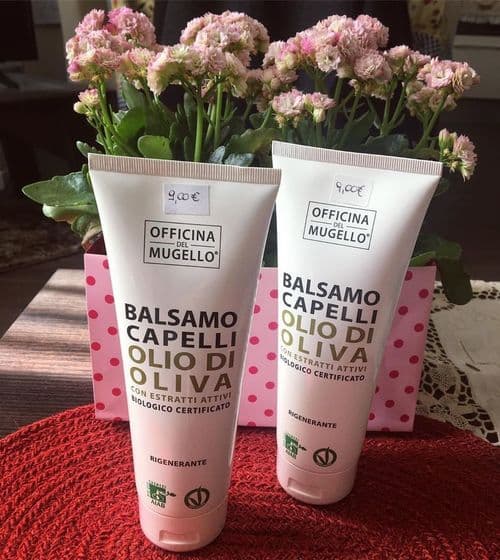 9,00€
OFFICINA
DEL
MUGELLO®
BALSAMO
CAPELLI
OLIO DI
OLIVA
CON ESTRATTI ATTIVI
BIOLOGICO CERTIFICATO
RIGENERANTE
AIAB
9,00€
OFFICINA
DEL
MUGELLO®
BALSAMO
CAPELLI
OLIO DI
OLIVA
CON ESTRATTI ATTIVI
BIOLOGICO CERTIFICATO
RIGENERANTE